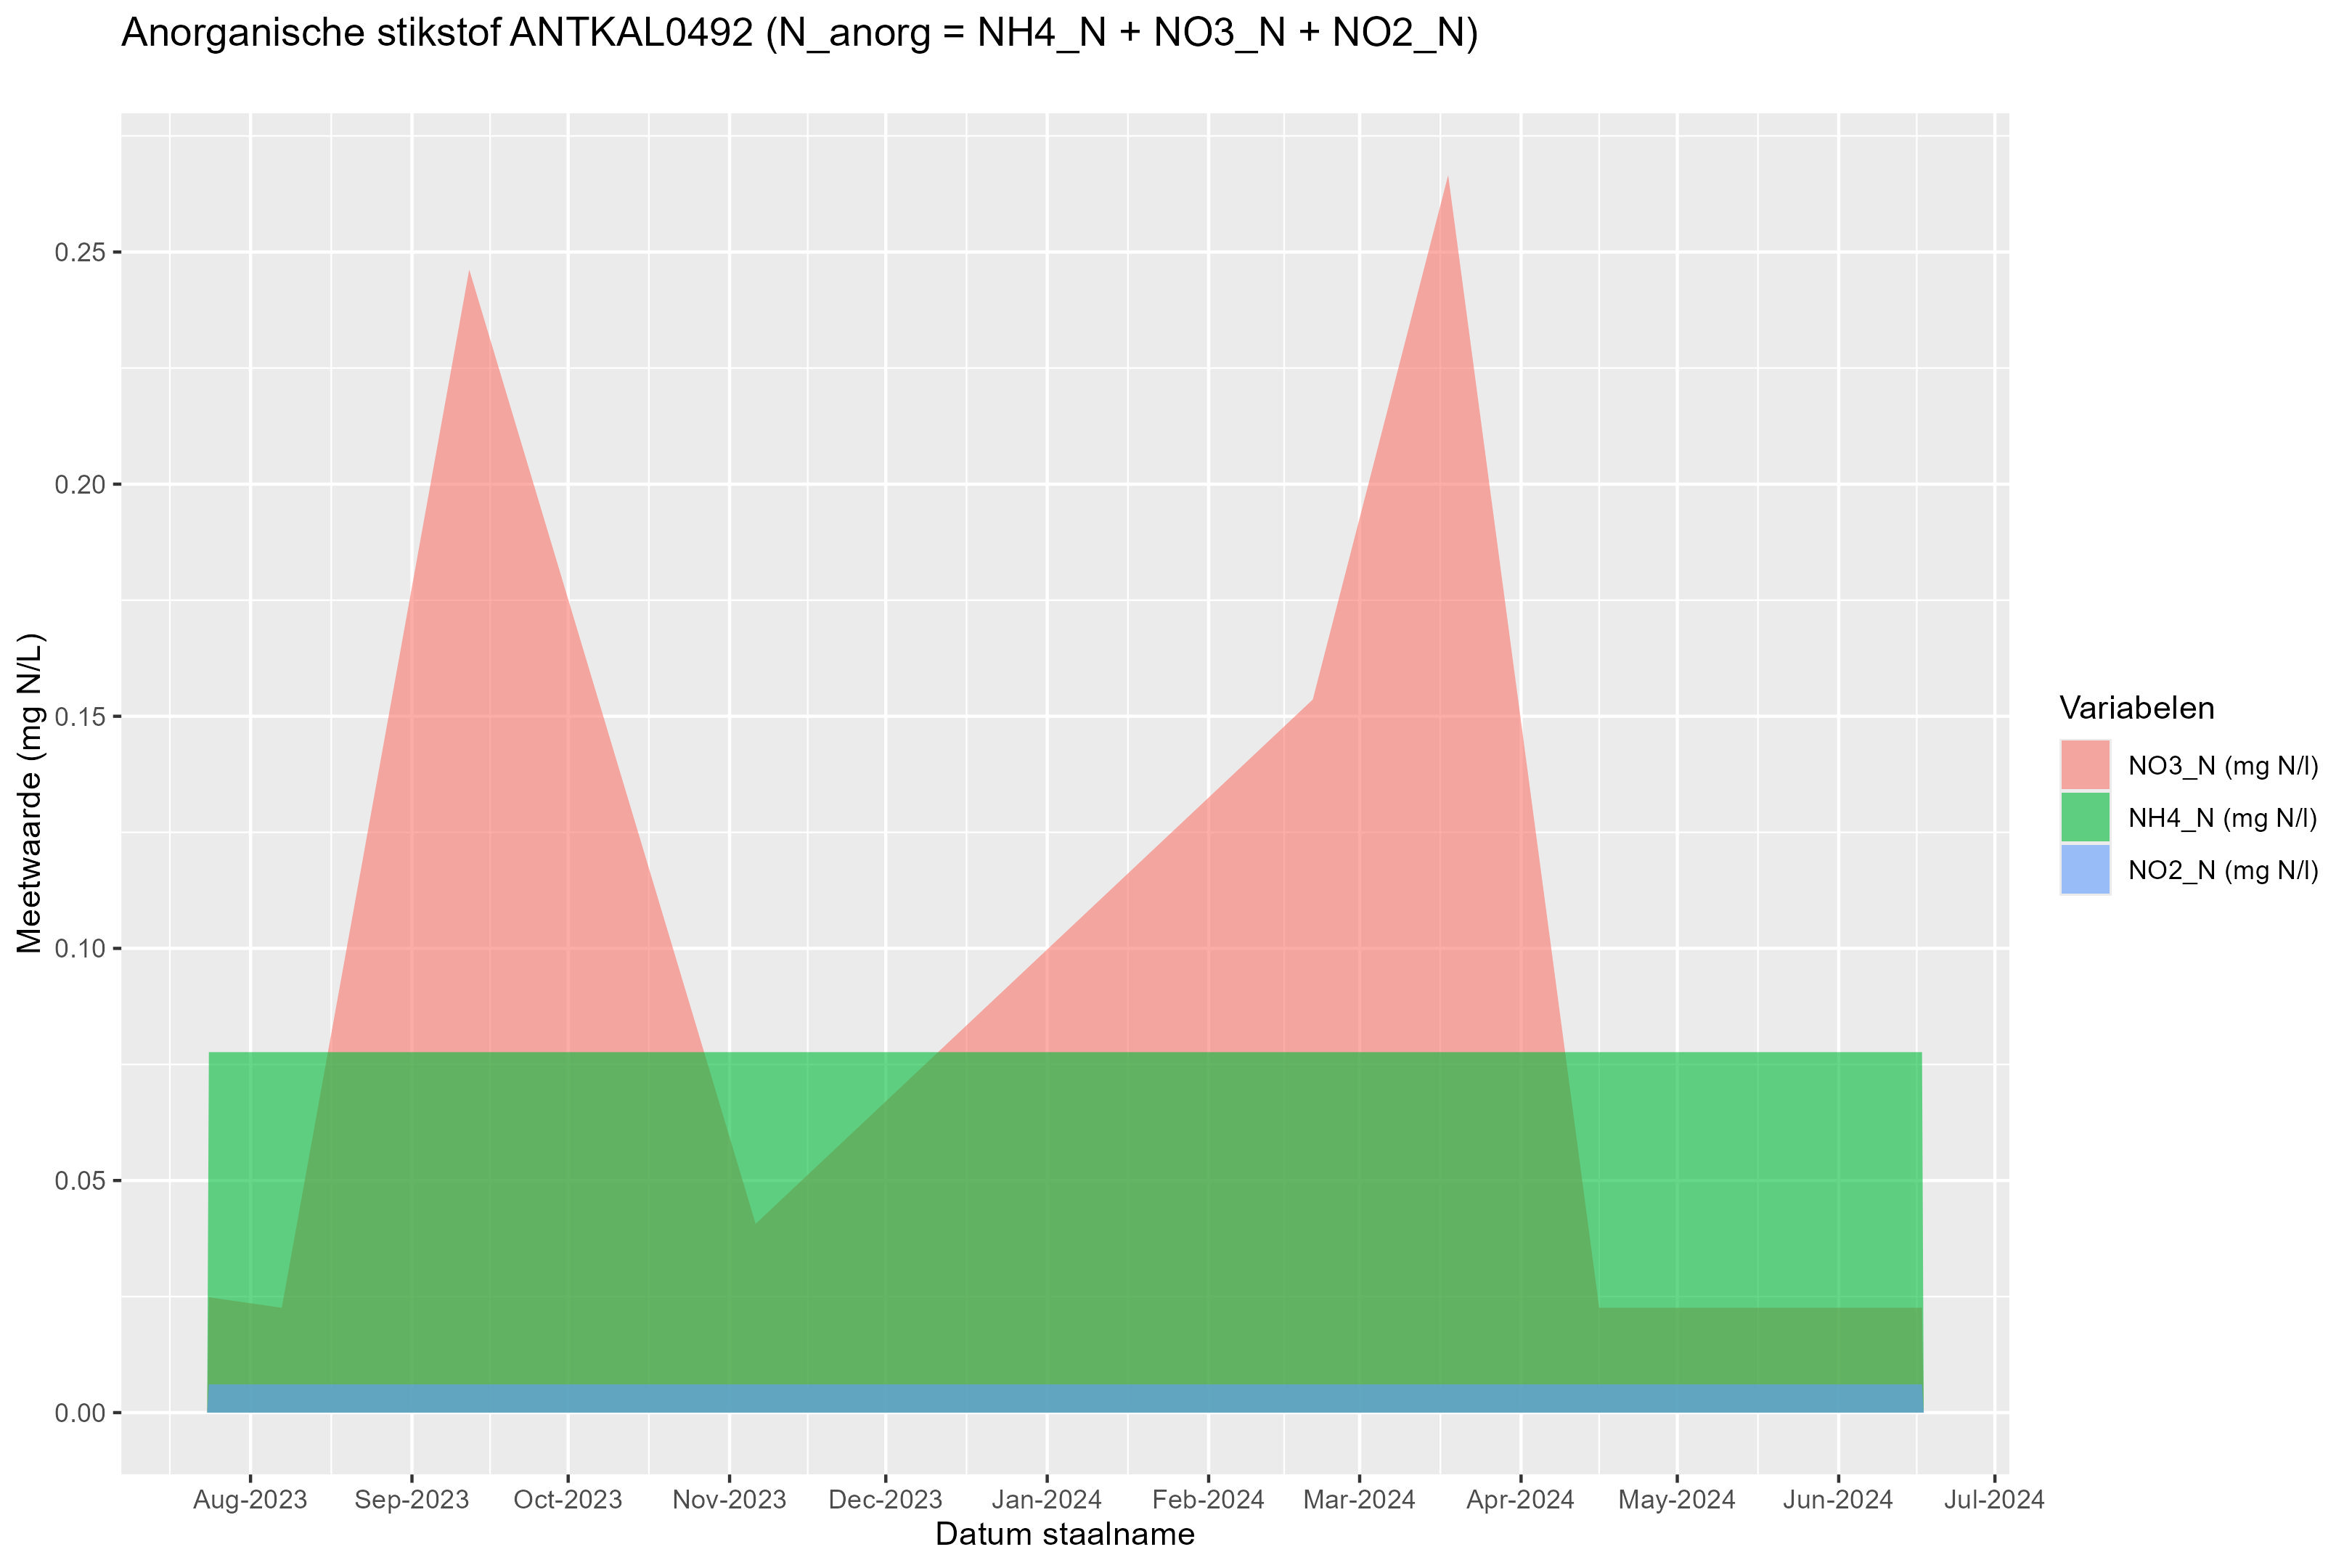 Anorganische stikstof ANTKAL0492 (N_anorg = NH4_N + NO3_N + NO2_N)
Meetwaarde (mg N/L)
0.25
0.20
0.15
0.10
0.05
0.00
Aug-2023 Sep-2023 Oct-2023 Nov-2023 Dec-2023 Jan-2024 Feb-2024 Mar-2024 Apr-2024 May-2024 Jun-2024 Jul-2024
Datum staalname
Variabelen
NO3_N (mg N/l)
NH4_N (mg N/l)
NO2_N (mg N/l)